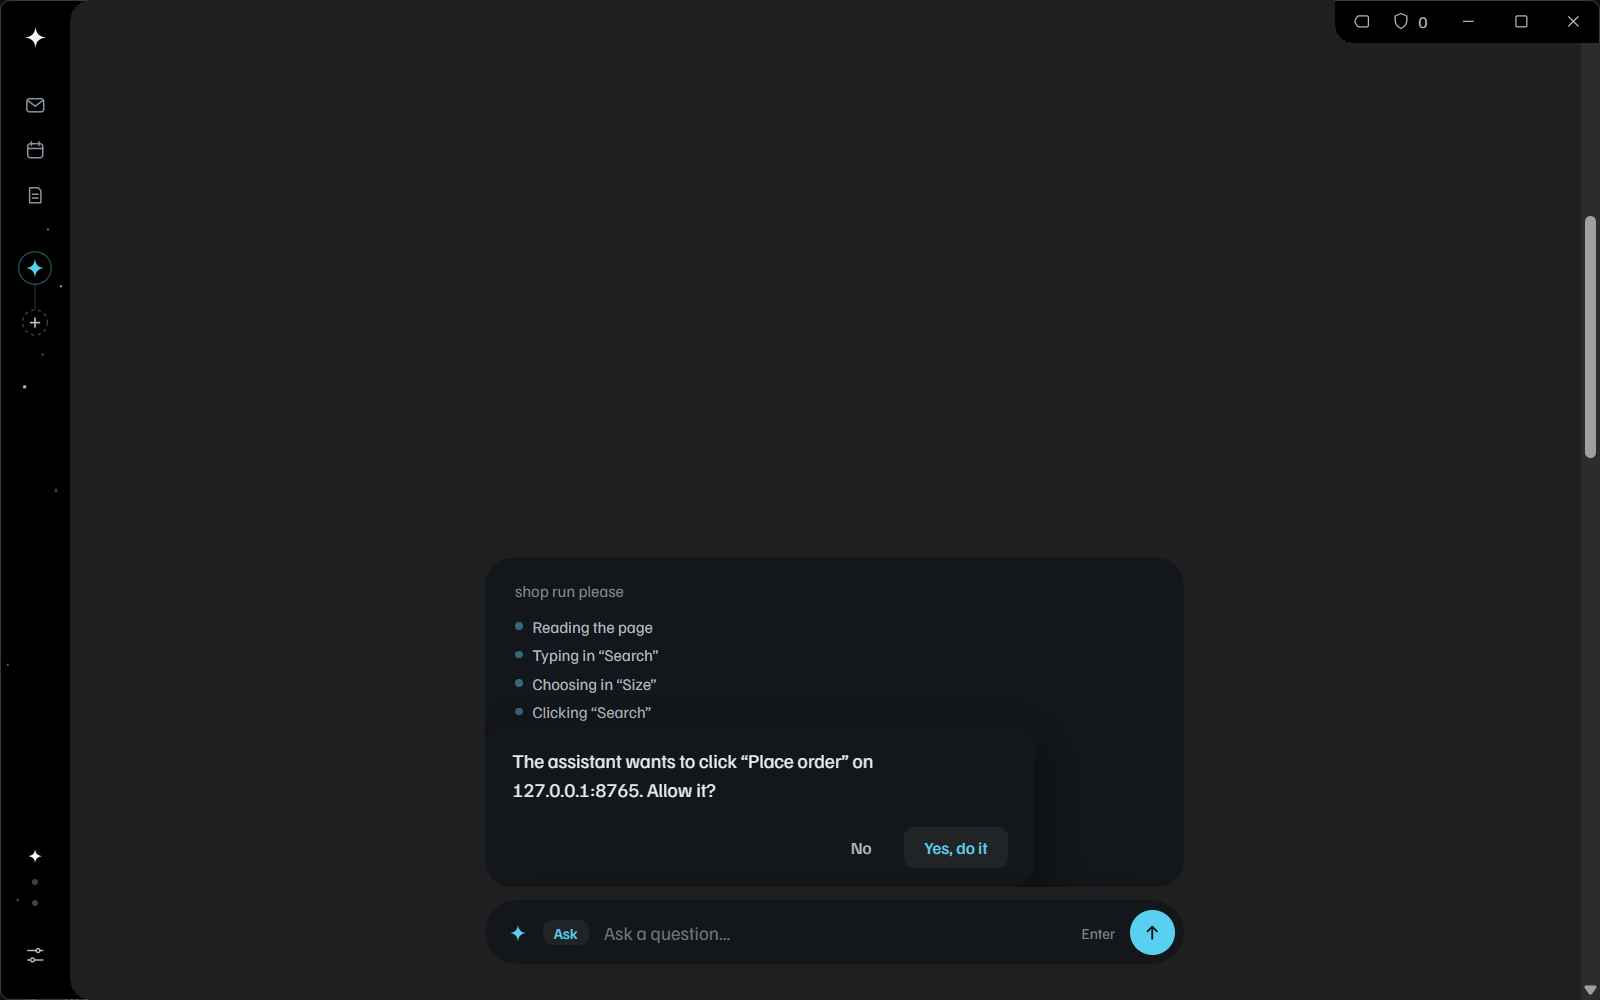 0
shop run please
Reading the page
Typing in “Search”
Choosing in “Size”
Clicking “Search”
The assistant wants to click “Place order” on
127.0.0.1:8765. Allow it?
No
Yes, do it
Ask
Ask a question...
Enter